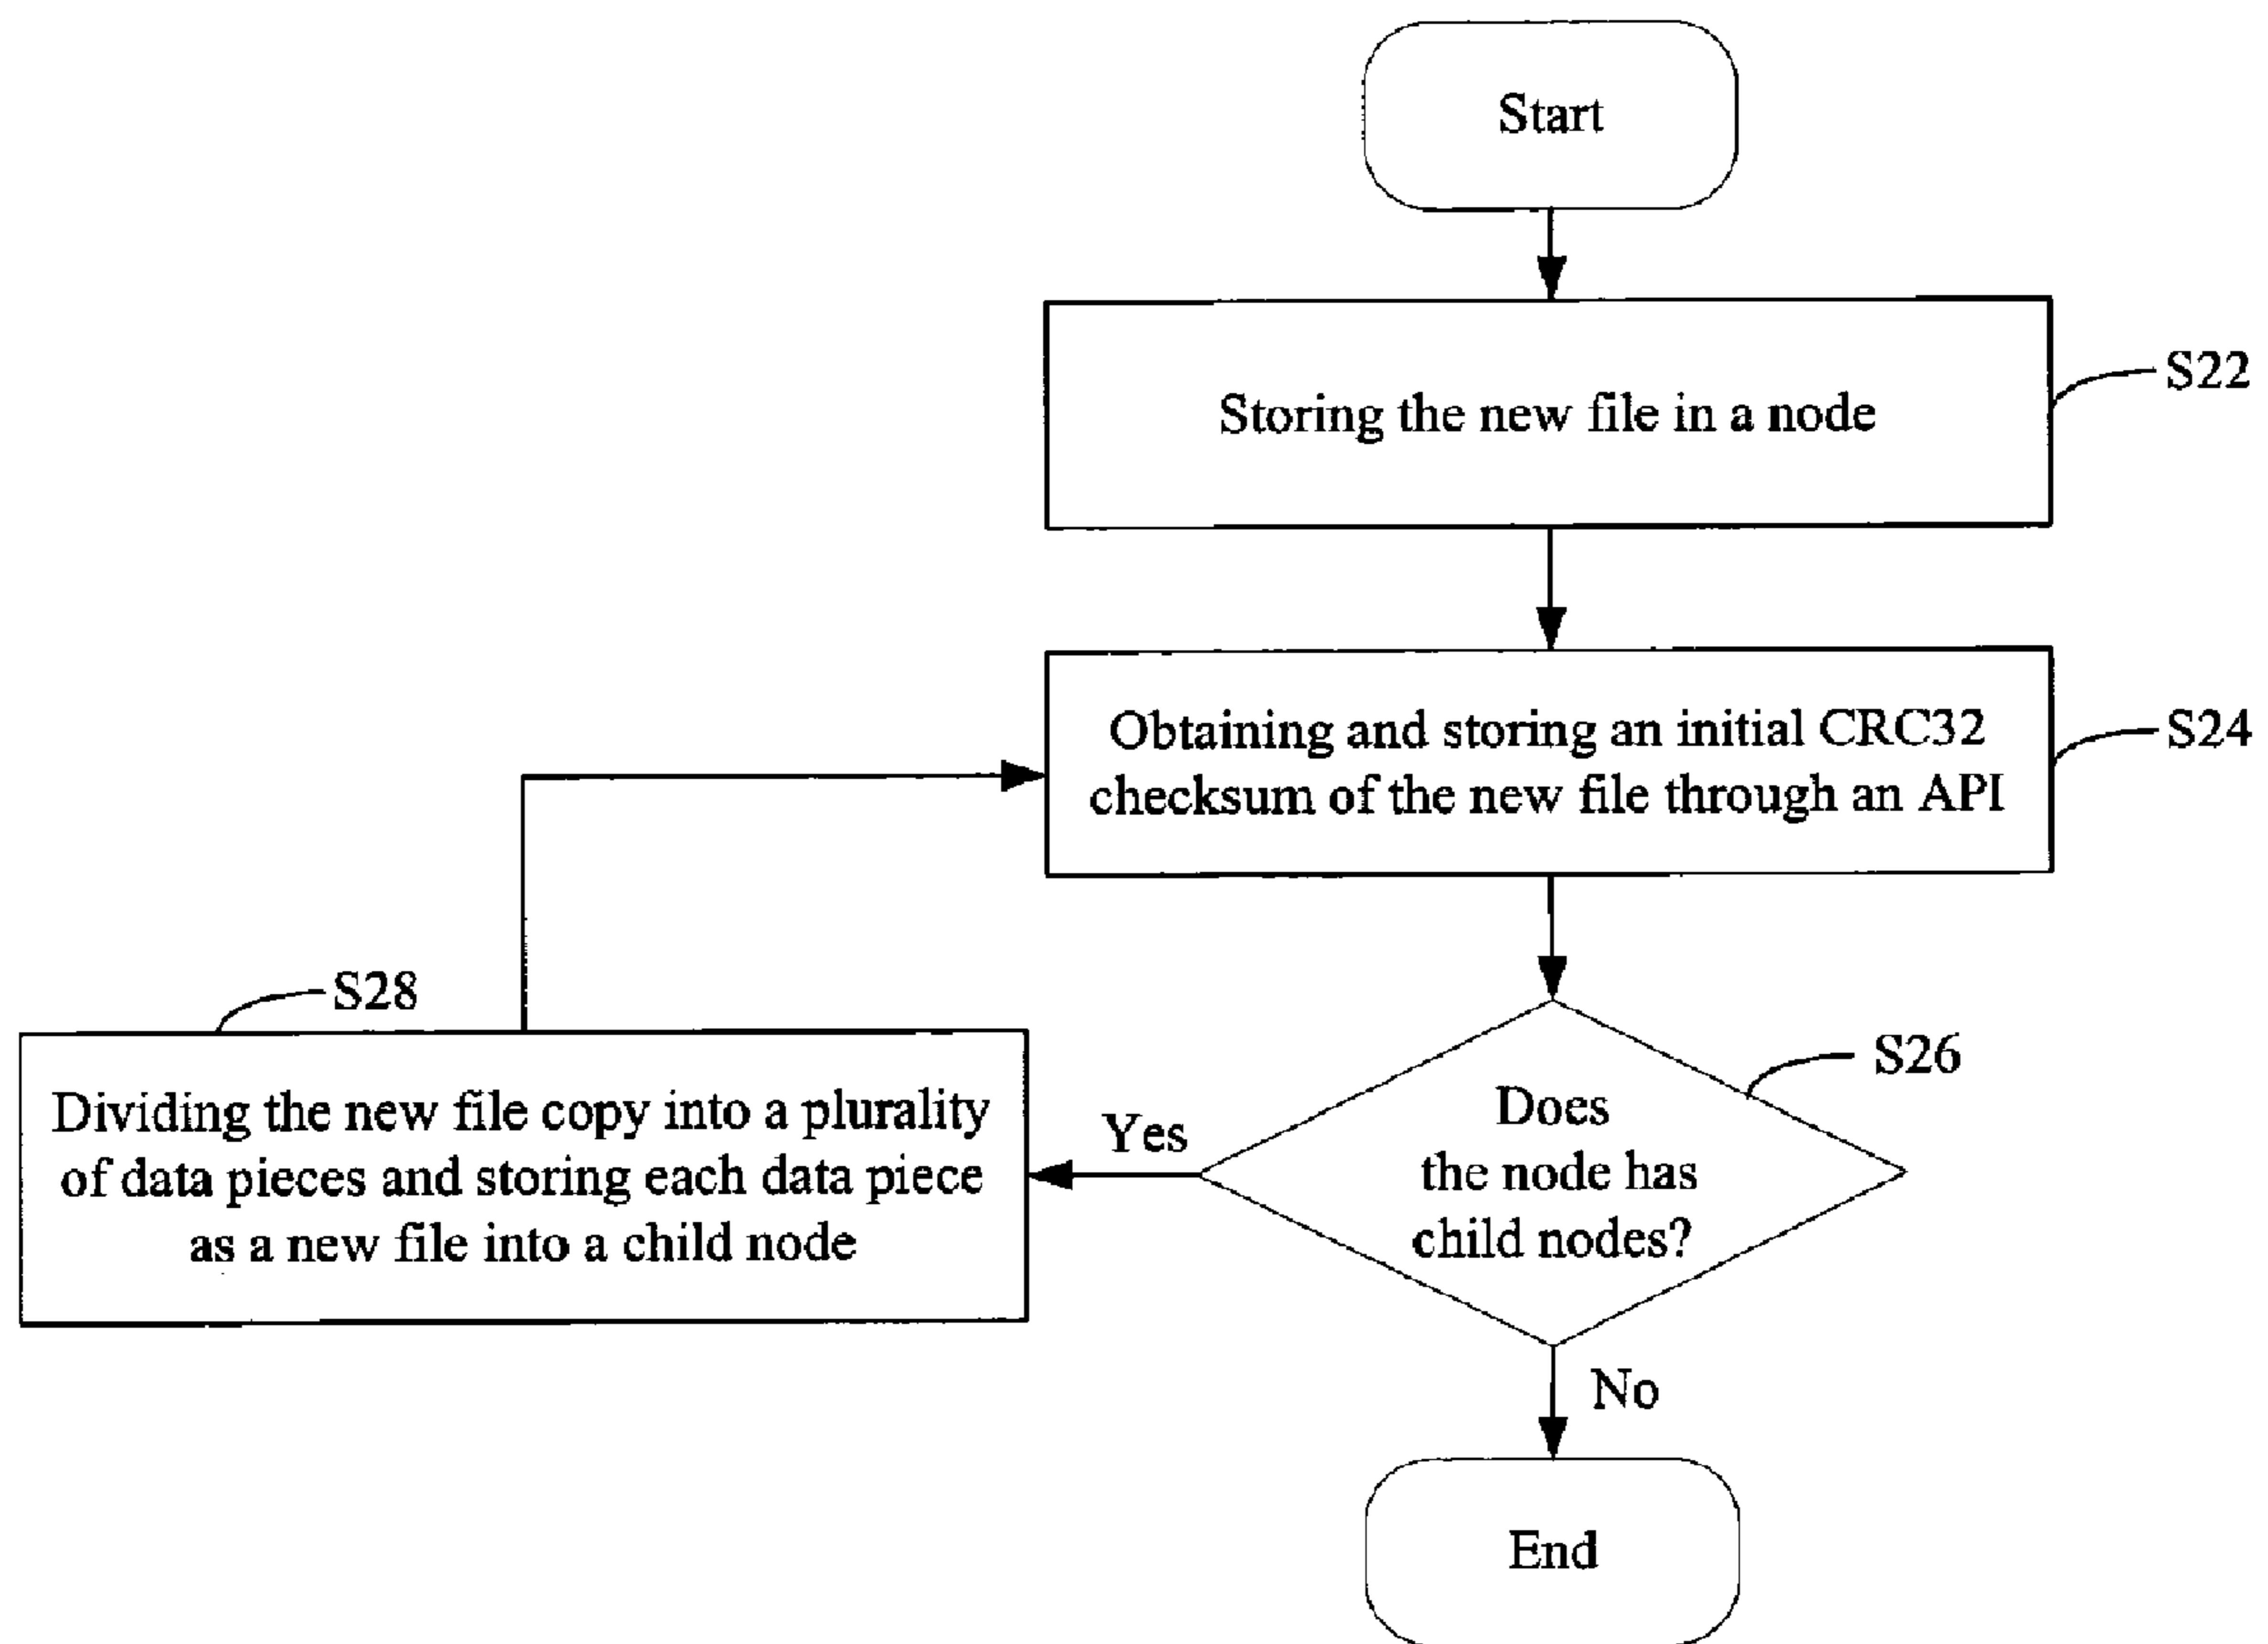 Start
Storing the new file in a node
S22
Obtaining and storing an initial CRC32
checksum of the new file through an API
S24
S28
Dividing the new file copy into a plurality
of data pieces and storing each data piece
as a new file into a child node
Yes
S26
Does
the node has
child nodes?
No
End